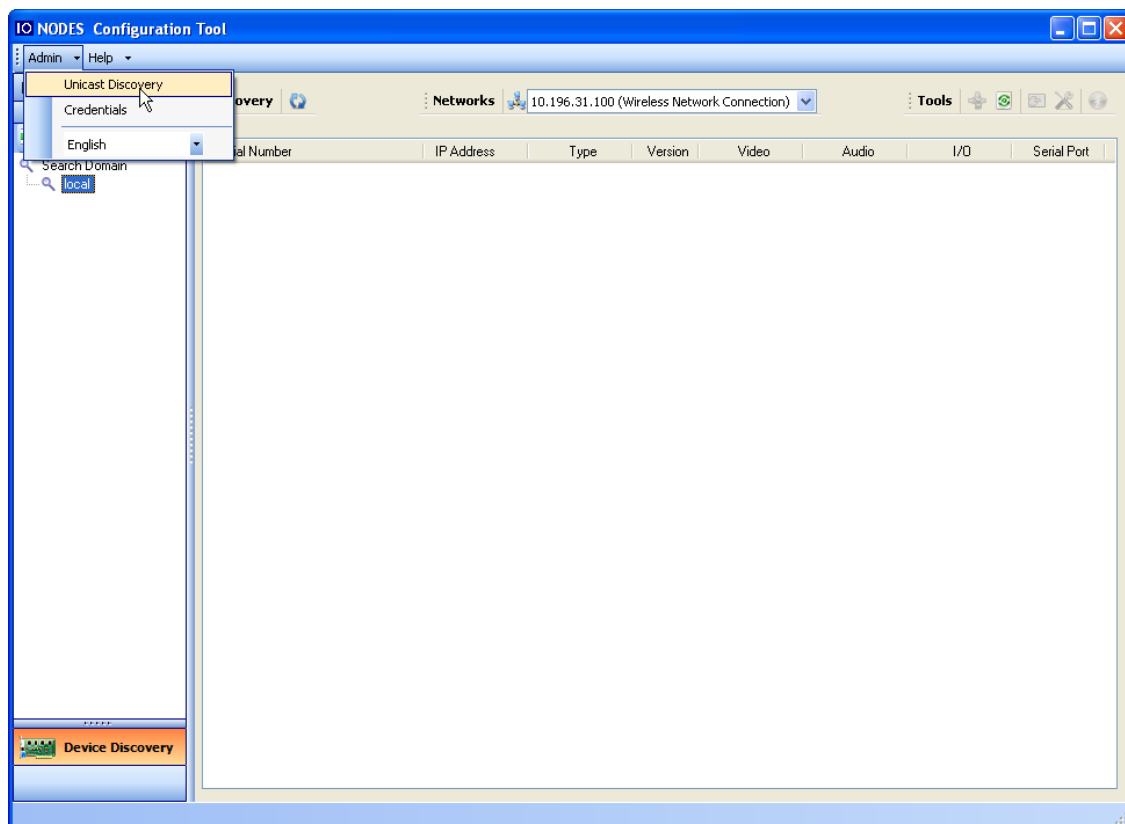 IO NODES Configuration Tool
Admin Help
Unicast Discovery
Credentials
English
overy
Networks 10.196.31.100 (Wireless Network Connection)
Tools
ial Number IP Address Type Version Video Audio I/O Serial Port
Search Domain
local
Device Discovery